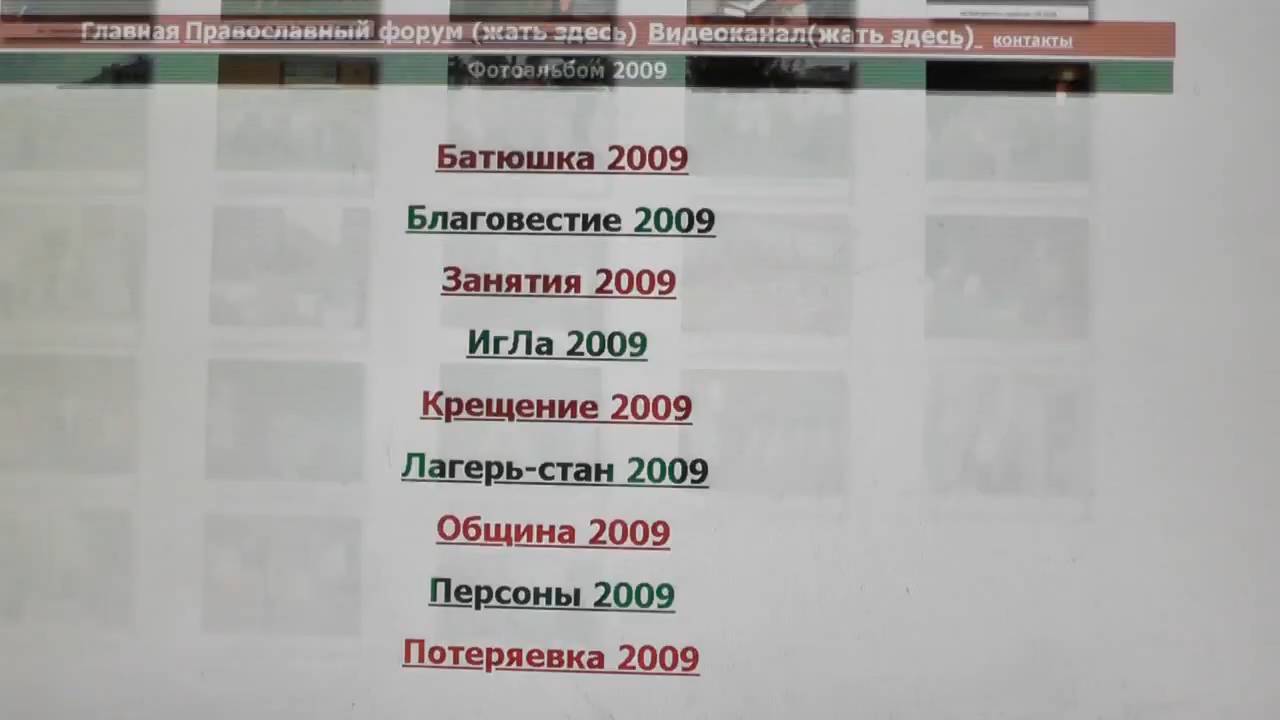 Главная Православный форум (жать здесь) Видеоканал(жать здесь) контакты
Фотоальбом 2009
Батюшка 2009
Благовестие 2009
Занятия 2009
ИгЛа 2009
Крещение 2009
Лагерь-стан 2009
Община 2009
Персоны 2009
Потеряевка 2009